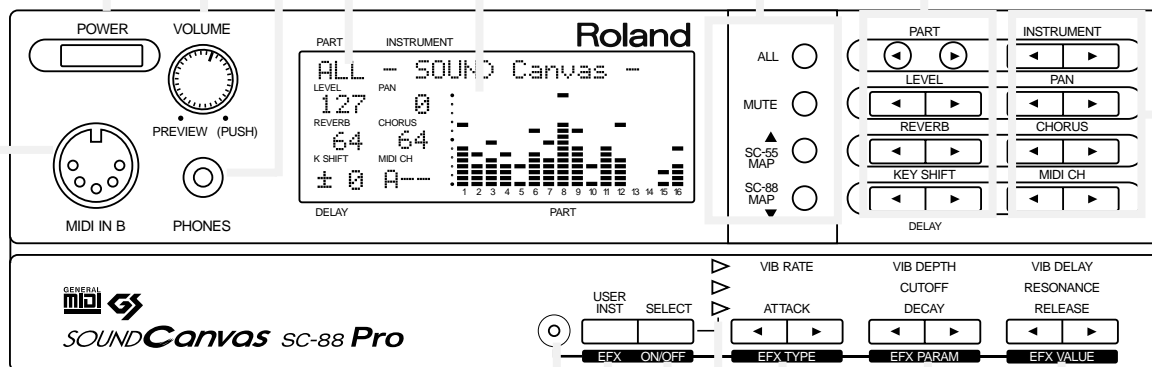 POWER
VOLUME
PREVIEW (PUSH)
MIDI IN B
PHONES
Roland
PART INSTRUMENT
ALL - SOUND Canvas -
LEVEL PAN
127 0
REVERB CHORUS
64 64
K SHIFT MIDI CH
± 0 A--
1 2 3 4 5 6 7 8 9 10 11 12 13 14 15 16
DELAY PART
ALL
MUTE
SC-55
MAP
SC-88
MAP
PART INSTRUMENT
LEVEL PAN
REVERB CHORUS
KEY SHIFT MIDI CH
DELAY
GENERAL
MIDI GS
SOUND Canvas SC-88 Pro
USER
INST SELECT
EFX ON/OFF
VIB RATE VIB DEPTH VIB DELAY
CUTOFF RESONANCE
ATTACK DECAY RELEASE
EFX TYPE EFX PARAM EFX VALUE